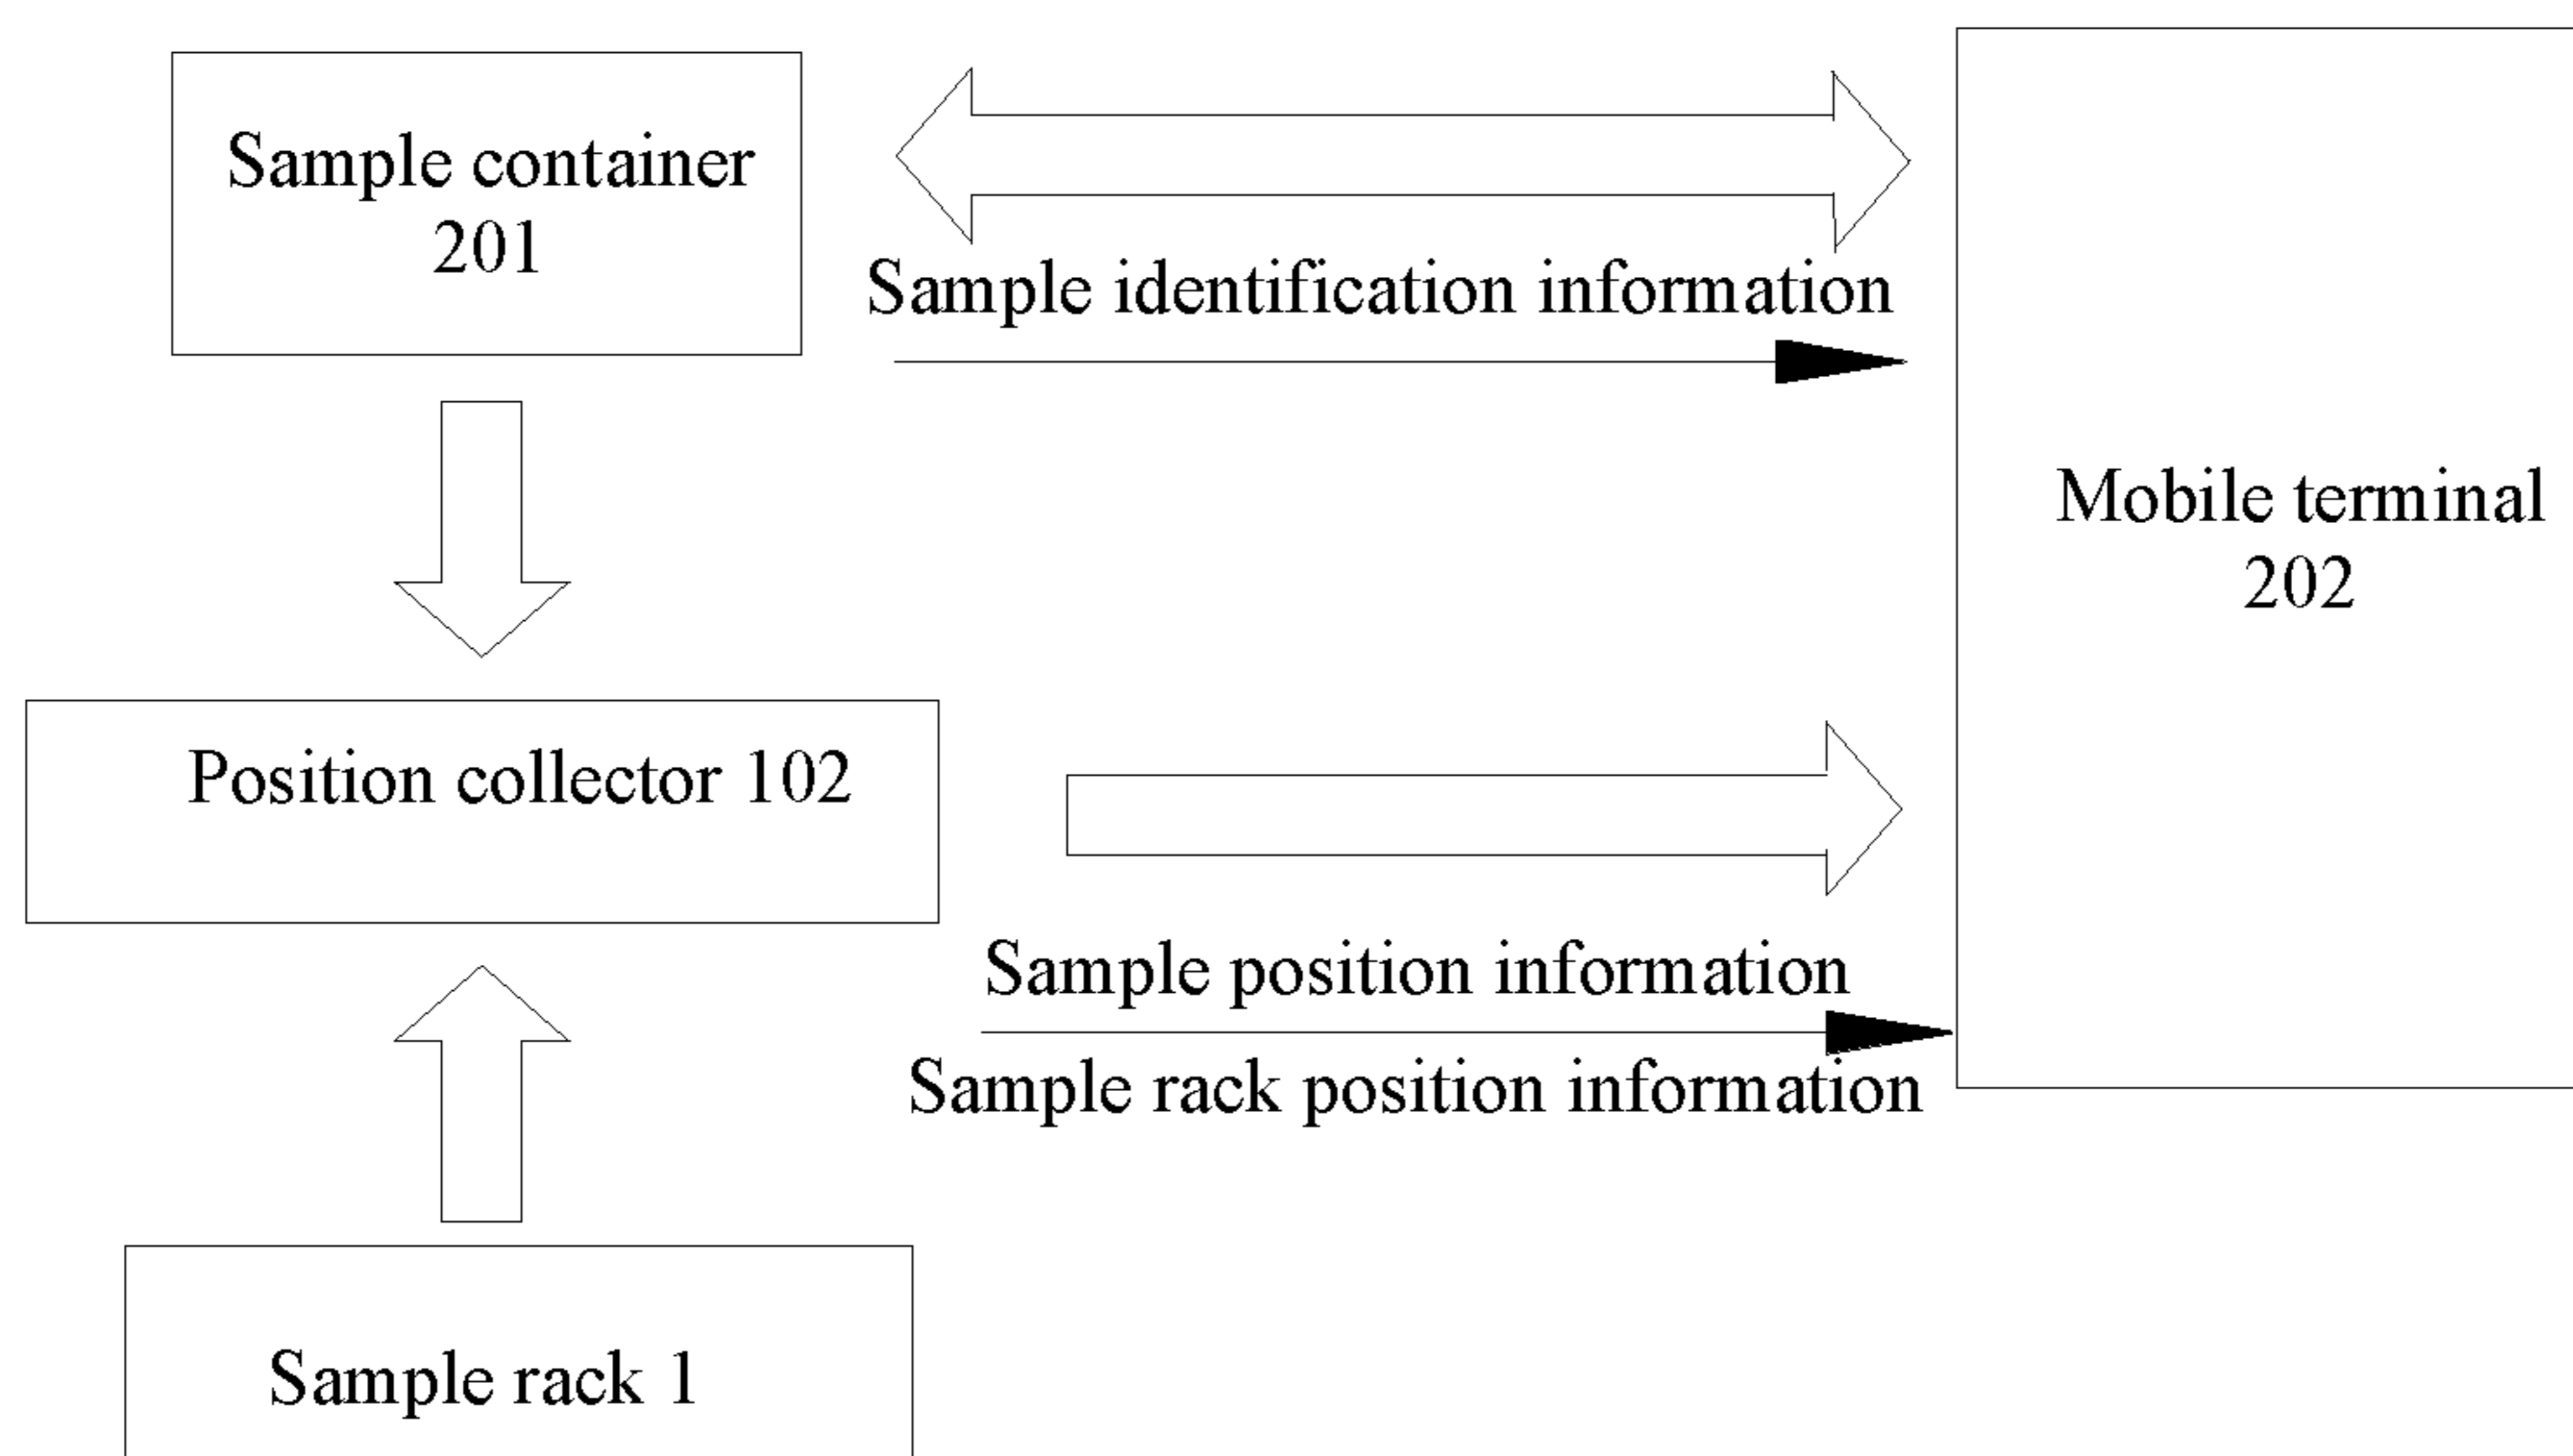 Sample container
201
Sample identification information
Mobile terminal
202
Position collector 102
Sample position information
Sample rack position information
Sample rack 1